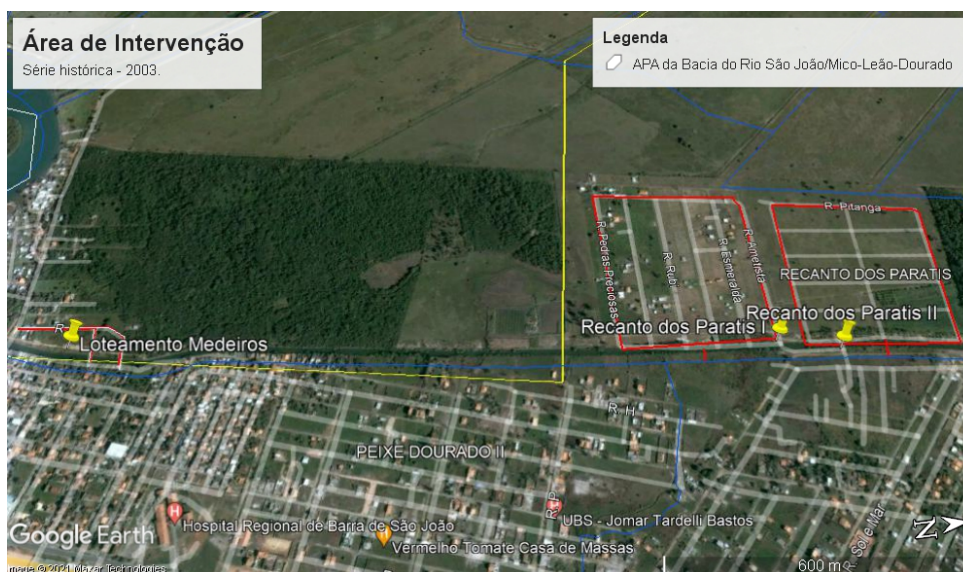 Área de Intervenção
Série histórica - 2003.
Legenda
APA da Bacia do Rio São João/Mico-Leão-Dourado
R. Pitanga
R. Pedras Preciosas
R. Rubi
R. Esmeralda
R. Ametista
RECANTO DOS PARATIS
Recanto dos Paratis II
Recanto dos Paratis I
R
Loteamento Medeiros
R. H
PEIXE DOURADO II
R. P
UBS - Jomar Tardelli Bastos
R. Sol e Mar
H
Hospital Regional de Barra de São João
Vermelho Tomate Casa de Massas
Google Earth
Image © 2021 Maxar Technologies
600 m
N